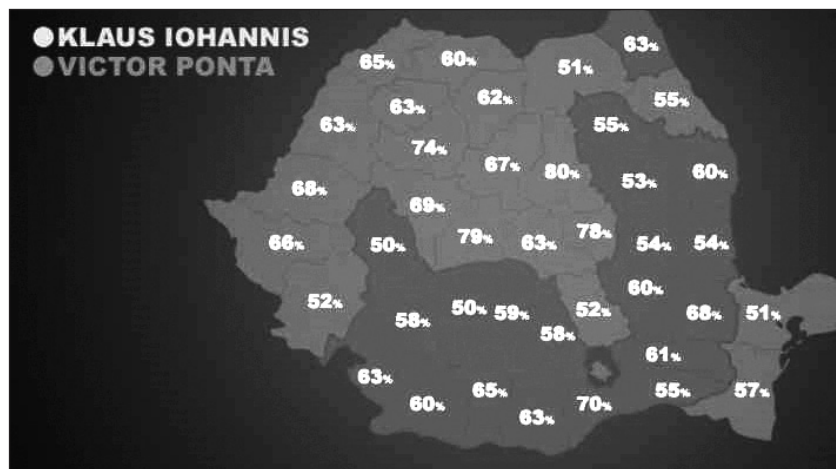 KLAUS IOHANNIS
VICTOR PONTA
63%
65% 60% 51%
62% 55%
63% 63% 55%
74% 67% 80% 53% 60%
68% 69%
66% 50% 79% 63% 78% 54% 54%
52% 58% 50% 59% 52% 60% 68% 51%
58%
61%
63% 60% 65% 63% 70% 55% 57%